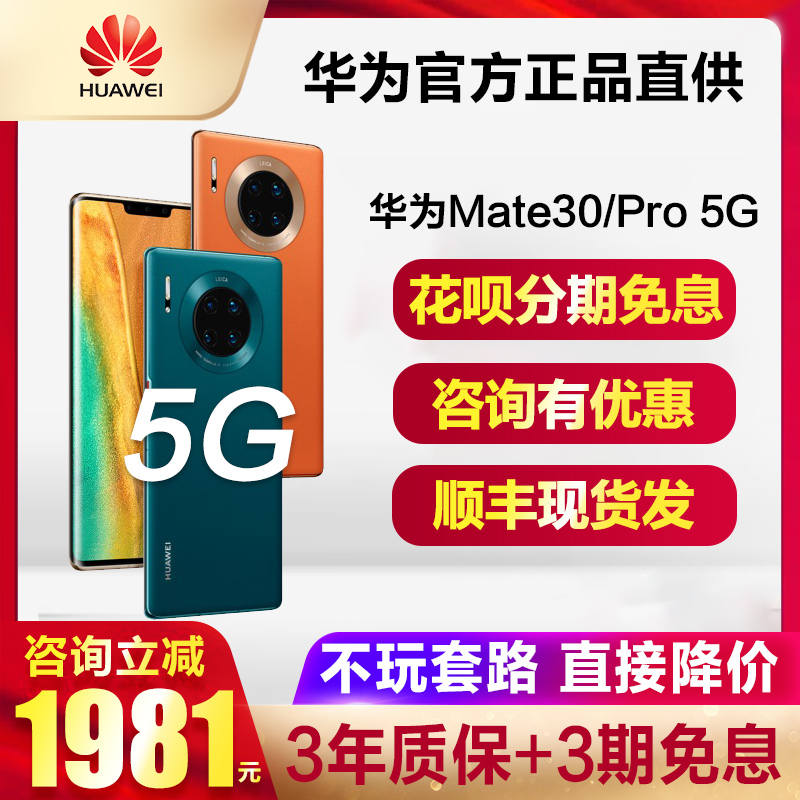 HUAWEI
华为官方正品直供
华为Mate30/Pro 5G
花呗分期免息
咨询有优惠
顺丰现货发
LEICA
LEICA
5G
HUAWEI
咨询立减
1981元
不玩套路 直接降价
3年质保+3期免息